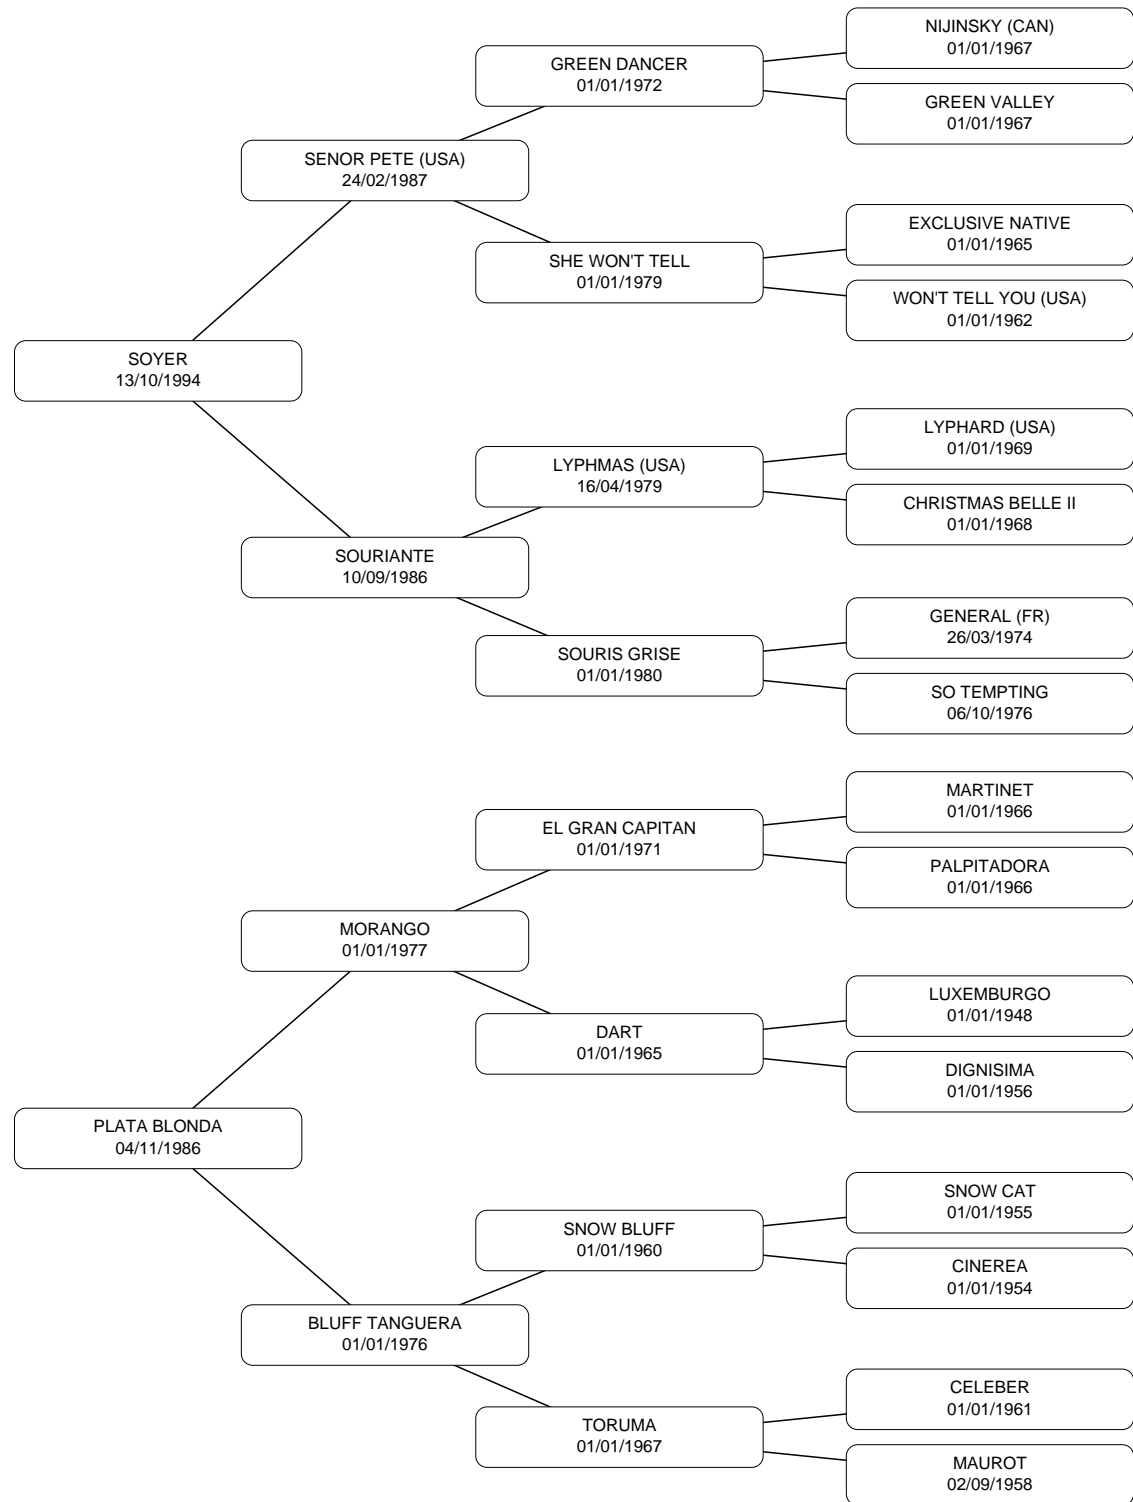 NIJINSKY (CAN)
01/01/1967
GREEN DANCER
01/01/1972
GREEN VALLEY
01/01/1967
SENOR PETE (USA)
24/02/1987
EXCLUSIVE NATIVE
01/01/1965
SHE WON'T TELL
01/01/1979
WON'T TELL YOU (USA)
01/01/1962
SOYER
13/10/1994
LYPHARD (USA)
01/01/1969
LYPHMAS (USA)
16/04/1979
CHRISTMAS BELLE II
01/01/1968
SOURIANTE
10/09/1986
GENERAL (FR)
26/03/1974
SOURIS GRISE
01/01/1980
SO TEMPTING
06/10/1976
MARTINET
01/01/1966
EL GRAN CAPITAN
01/01/1971
PALPITADORA
01/01/1966
MORANGO
01/01/1977
LUXEMBURGO
01/01/1948
DART
01/01/1965
DIGNISIMA
01/01/1956
PLATA BLONDA
04/11/1986
SNOW CAT
01/01/1955
SNOW BLUFF
01/01/1960
CINEREA
01/01/1954
BLUFF TANGUERA
01/01/1976
CELEBER
01/01/1961
TORUMA
01/01/1967
MAUROT
02/09/1958